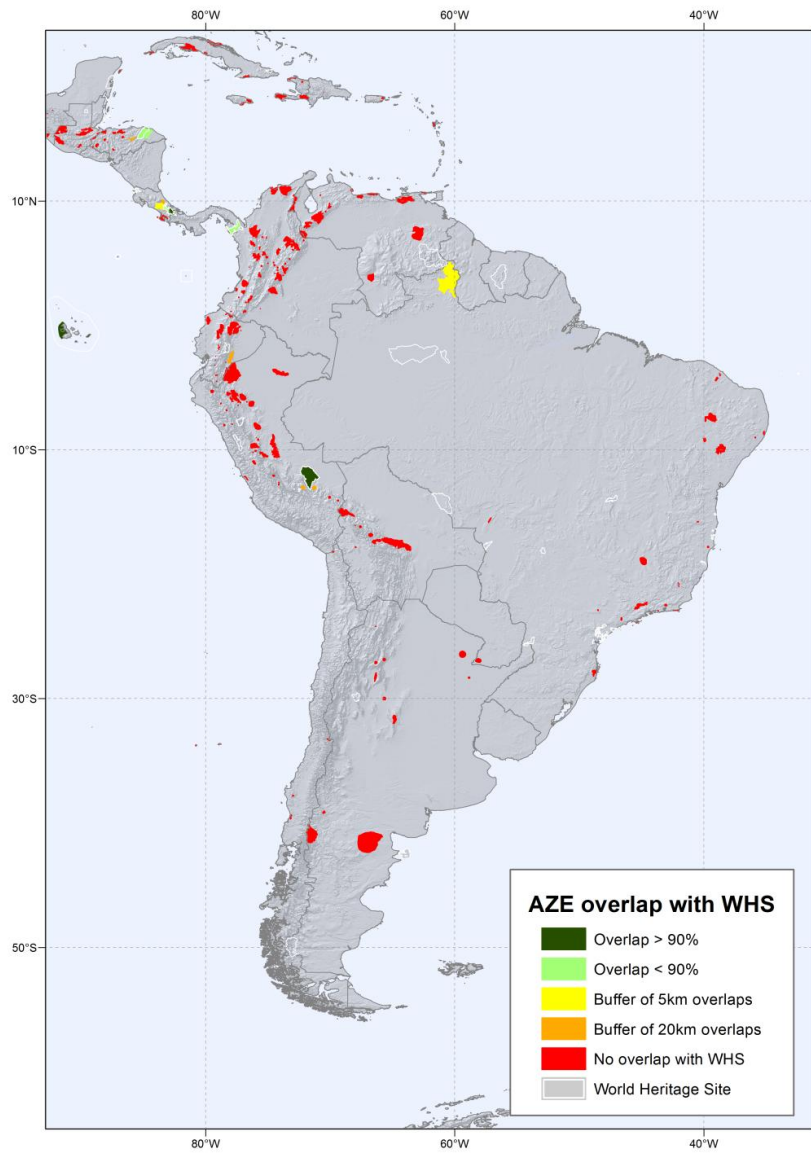 80°W 60°W 40°W
10°N
10°S
30°S
50°S
AZE overlap with WHS
Overlap > 90%
Overlap < 90%
Buffer of 5km overlaps
Buffer of 20km overlaps
No overlap with WHS
World Heritage Site
80°W 60°W 40°W